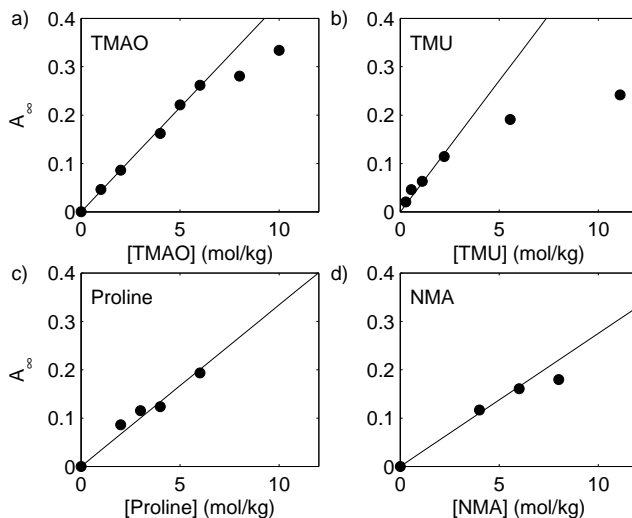 a)
TMAO
A∞
0.4
0.3
0.2
0.1
0
0 5 10
[TMAO] (mol/kg)
b)
TMU
0.4
0.3
0.2
0.1
0
0 5 10
[TMU] (mol/kg)
c)
Proline
A∞
0.4
0.3
0.2
0.1
0
0 5 10
[Proline] (mol/kg)
d)
NMA
0.4
0.3
0.2
0.1
0
0 5 10
[NMA] (mol/kg)